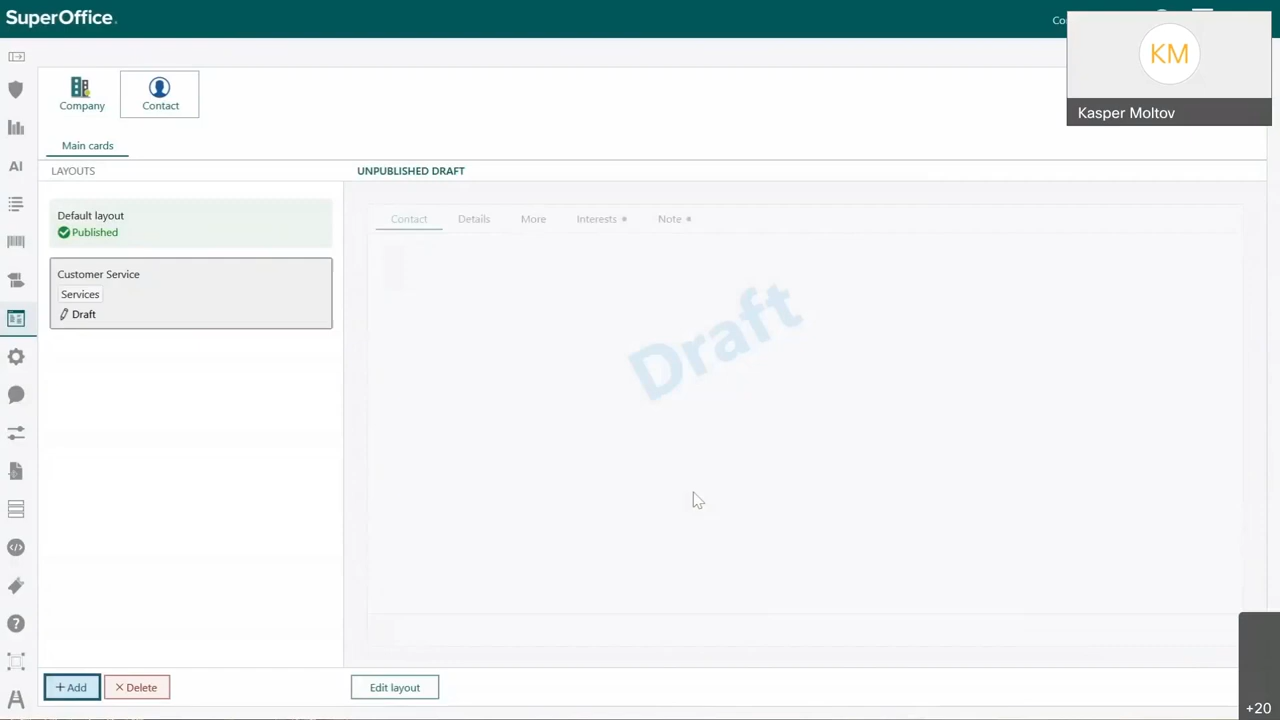 SuperOffice.
KM
Kasper Moltov
Company
Contact
Main cards
LAYOUTS
UNPUBLISHED DRAFT
Default layout
Published
Customer Service
Services
Draft
Contact
Details
More
Interests
Note
Draft
AI
+ Add
× Delete
Edit layout
+20